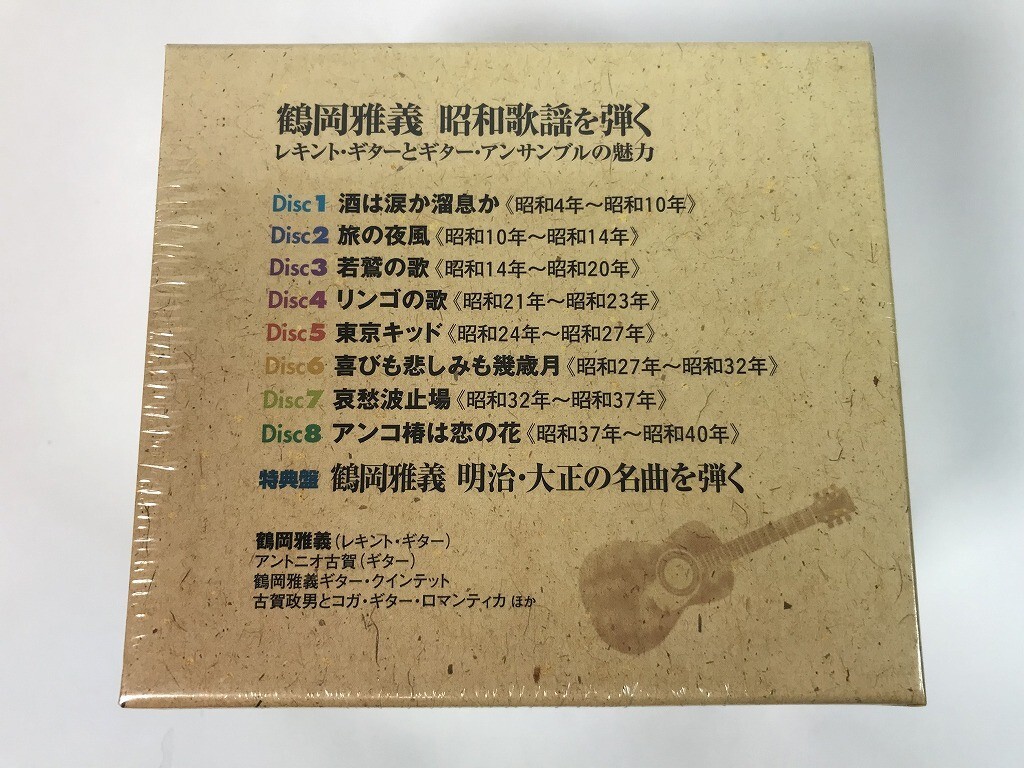 鶴岡雅義 昭和歌謡を弾く
レキント・ギターとギター・アンサンブルの魅力
Disc1 酒は涙か溜息か《昭和4年～昭和10年》
Disc2 旅の夜風《昭和10年～昭和14年》
Disc3 若鷲の歌《昭和14年～昭和20年》
Disc4 リンゴの歌《昭和21年～昭和23年》
Disc5 東京キッド《昭和24年～昭和27年》
Disc6 喜びも悲しみも幾歳月《昭和27年～昭和32年》
Disc7 哀愁波止場《昭和32年～昭和37年》
Disc8 アンコ椿は恋の花《昭和37年～昭和40年》
特典盤 鶴岡雅義 明治・大正の名曲を弾く
鶴岡雅義（レキント・ギター）
アントニオ古賀（ギター）
鶴岡雅義ギター・クインテット
古賀政男とコガ・ギター・ロマンティカ ほか